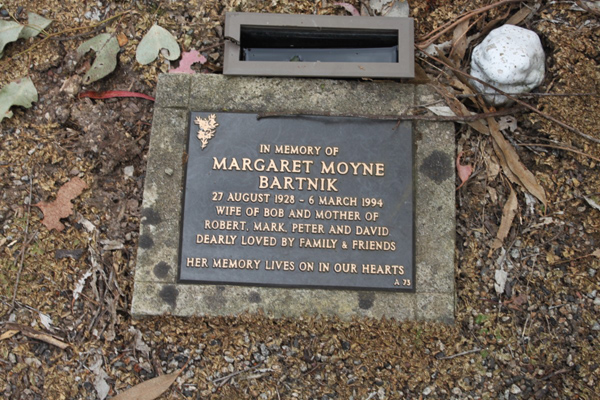 IN MEMORY OF
MARGARET MOYNE
BARTNIK
27 AUGUST 1928 - 6 MARCH 1994
WIFE OF BOB AND MOTHER OF
ROBERT, MARK, PETER AND DAVID
DEARLY LOVED BY FAMILY & FRIENDS
HER MEMORY LIVES ON IN OUR HEARTS
A 73